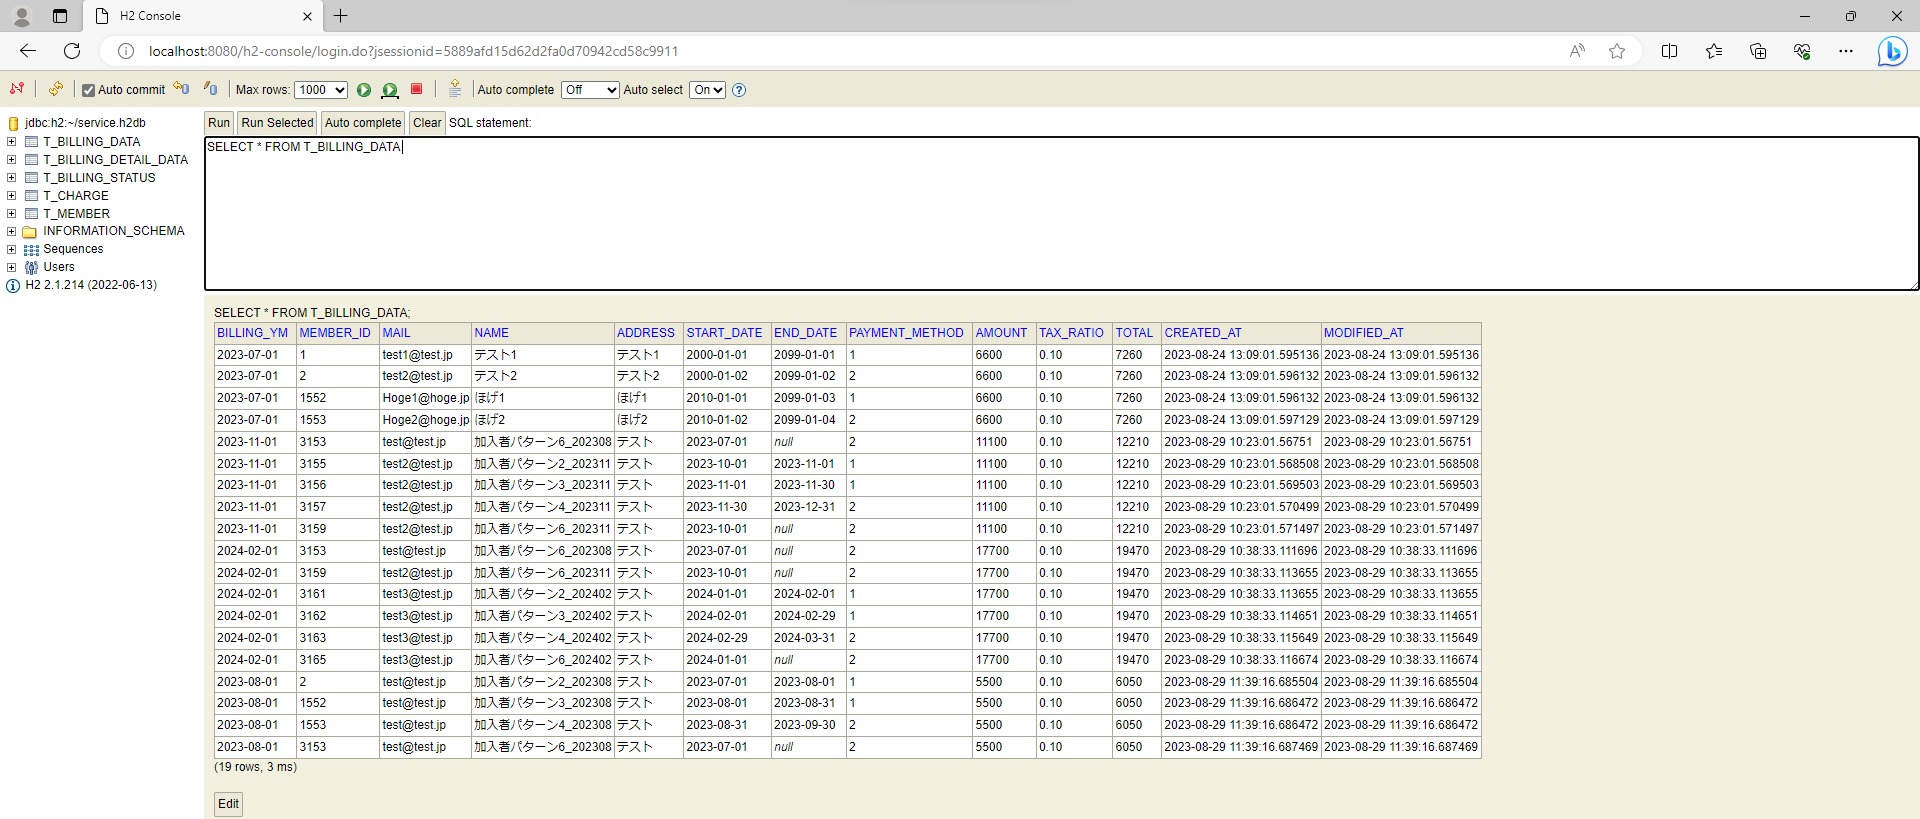 H2 Console
localhost:8080/h2-console/login.do?jsessionid=5889afd15d62d2fa0d70942cd58c9911
Auto commit Max rows: 1000 Auto complete Off Auto select On
jdbc:h2:~/service.h2db
T_BILLING_DATA
T_BILLING_DETAIL_DATA
T_BILLING_STATUS
T_CHARGE
T_MEMBER
INFORMATION_SCHEMA
Sequences
Users
H2 2.1.214 (2022-06-13)
Run Run Selected Auto complete Clear SQL statement:
SELECT * FROM T_BILLING_DATA
SELECT * FROM T_BILLING_DATA;
BILLING_YM MEMBER_ID MAIL NAME ADDRESS START_DATE END_DATE PAYMENT_METHOD AMOUNT TAX_RATIO TOTAL CREATED_AT MODIFIED_AT
2023-07-01 1 test1@test.jp テスト1 テスト1 2000-01-01 2099-01-01 1 6600 0.10 7260 2023-08-24 13:09:01.595136 2023-08-24 13:09:01.595136
2023-07-01 2 test2@test.jp テスト2 テスト2 2000-01-02 2099-01-02 2 6600 0.10 7260 2023-08-24 13:09:01.596132 2023-08-24 13:09:01.596132
2023-07-01 1552 Hoge1@hoge.jp ほげ1 ほげ1 2010-01-01 2099-01-03 1 6600 0.10 7260 2023-08-24 13:09:01.596132 2023-08-24 13:09:01.596132
2023-07-01 1553 Hoge2@hoge.jp ほげ2 ほげ2 2010-01-02 2099-01-04 2 6600 0.10 7260 2023-08-24 13:09:01.597129 2023-08-24 13:09:01.597129
2023-11-01 3153 test@test.jp 加入者パターン6_202308 テスト 2023-07-01 null 2 11100 0.10 12210 2023-08-29 10:23:01.56751 2023-08-29 10:23:01.56751
2023-11-01 3155 test2@test.jp 加入者パターン2_202311 テスト 2023-10-01 2023-11-01 1 11100 0.10 12210 2023-08-29 10:23:01.568508 2023-08-29 10:23:01.568508
2023-11-01 3156 test2@test.jp 加入者パターン3_202311 テスト 2023-11-01 2023-11-30 1 11100 0.10 12210 2023-08-29 10:23:01.569503 2023-08-29 10:23:01.569503
2023-11-01 3157 test2@test.jp 加入者パターン4_202311 テスト 2023-11-30 2023-12-31 2 11100 0.10 12210 2023-08-29 10:23:01.570499 2023-08-29 10:23:01.570499
2023-11-01 3159 test2@test.jp 加入者パターン6_202311 テスト 2023-10-01 null 2 11100 0.10 12210 2023-08-29 10:23:01.571497 2023-08-29 10:23:01.571497
2024-02-01 3153 test@test.jp 加入者パターン6_202308 テスト 2023-07-01 null 2 17700 0.10 19470 2023-08-29 10:38:33.111696 2023-08-29 10:38:33.111696
2024-02-01 3159 test2@test.jp 加入者パターン6_202311 テスト 2023-10-01 null 2 17700 0.10 19470 2023-08-29 10:38:33.113655 2023-08-29 10:38:33.113655
2024-02-01 3161 test3@test.jp 加入者パターン2_202402 テスト 2024-01-01 2024-02-01 1 17700 0.10 19470 2023-08-29 10:38:33.113655 2023-08-29 10:38:33.113655
2024-02-01 3162 test3@test.jp 加入者パターン3_202402 テスト 2024-02-01 2024-02-29 1 17700 0.10 19470 2023-08-29 10:38:33.114651 2023-08-29 10:38:33.114651
2024-02-01 3163 test3@test.jp 加入者パターン4_202402 テスト 2024-02-29 2024-03-31 2 17700 0.10 19470 2023-08-29 10:38:33.115649 2023-08-29 10:38:33.115649
2024-02-01 3165 test3@test.jp 加入者パターン6_202402 テスト 2024-01-01 null 2 17700 0.10 19470 2023-08-29 10:38:33.116674 2023-08-29 10:38:33.116674
2023-08-01 2 test@test.jp 加入者パターン2_202308 テスト 2023-07-01 2023-08-01 1 5500 0.10 6050 2023-08-29 11:39:16.685504 2023-08-29 11:39:16.685504
2023-08-01 1552 test@test.jp 加入者パターン3_202308 テスト 2023-08-01 2023-08-31 1 5500 0.10 6050 2023-08-29 11:39:16.686472 2023-08-29 11:39:16.686472
2023-08-01 1553 test@test.jp 加入者パターン4_202308 テスト 2023-08-31 2023-09-30 2 5500 0.10 6050 2023-08-29 11:39:16.686472 2023-08-29 11:39:16.686472
2023-08-01 3153 test@test.jp 加入者パターン6_202308 テスト 2023-07-01 null 2 5500 0.10 6050 2023-08-29 11:39:16.687469 2023-08-29 11:39:16.687469
(19 rows, 3 ms)
Edit